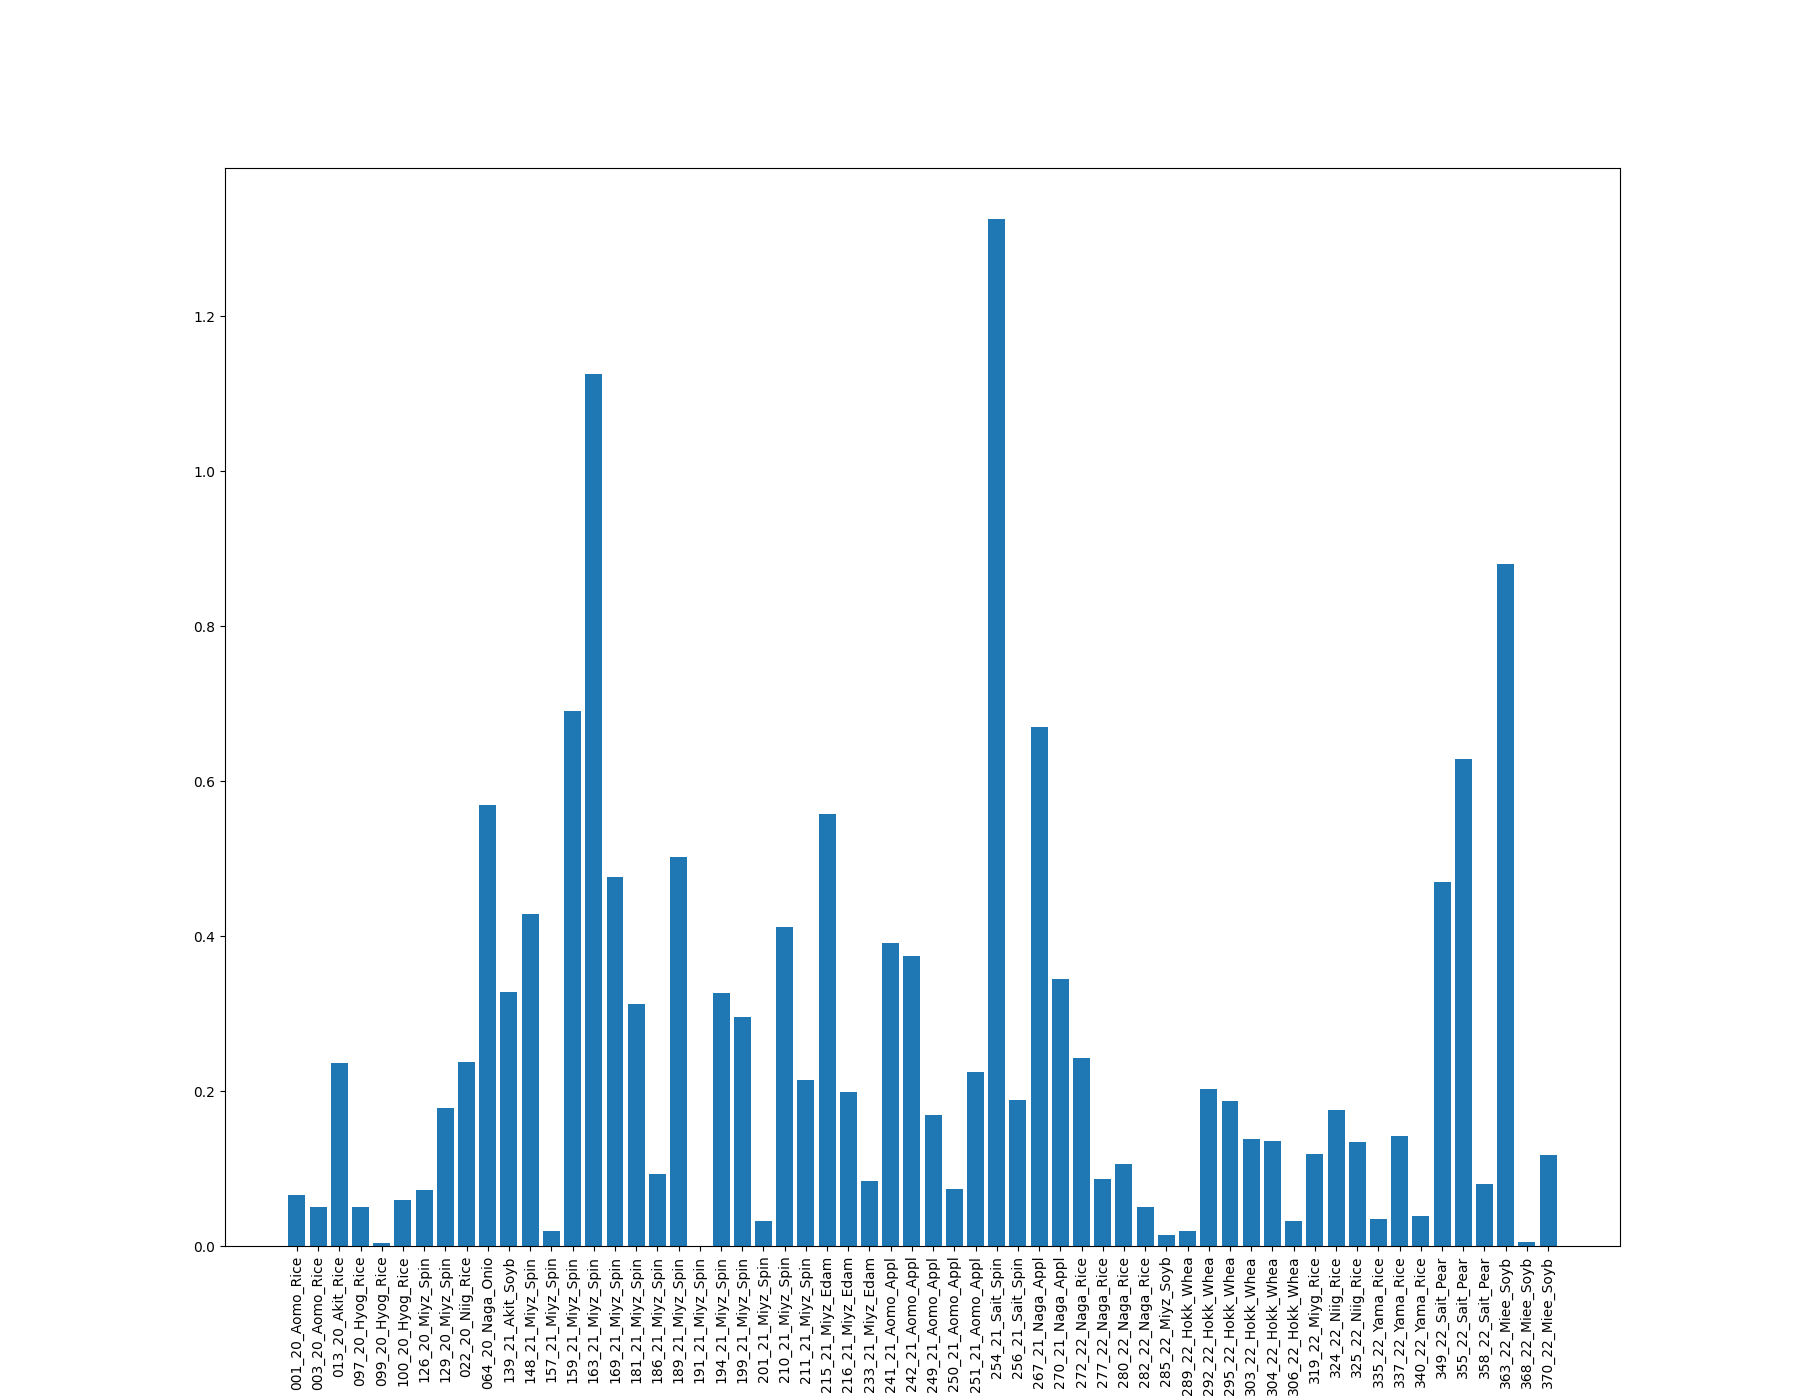 1.2
1.0
0.8
0.6
0.4
0.2
0.0
001_20_Aomo_Rice
003_20_Aomo_Rice
013_20_Akit_Rice
097_20_Hyog_Rice
099_20_Hyog_Rice
100_20_Hyog_Rice
126_20_Miyz_Spin
129_20_Miyz_Spin
022_20_Niig_Rice
064_20_Naga_Onio
139_21_Akit_Soyb
148_21_Miyz_Spin
157_21_Miyz_Spin
159_21_Miyz_Spin
163_21_Miyz_Spin
169_21_Miyz_Spin
181_21_Miyz_Spin
186_21_Miyz_Spin
189_21_Miyz_Spin
191_21_Miyz_Spin
194_21_Miyz_Spin
199_21_Miyz_Spin
201_21_Miyz_Spin
210_21_Miyz_Spin
211_21_Miyz_Spin
215_21_Miyz_Edam
216_21_Miyz_Edam
233_21_Miyz_Edam
241_21_Aomo_Appl
242_21_Aomo_Appl
249_21_Aomo_Appl
250_21_Aomo_Appl
251_21_Aomo_Appl
254_21_Sait_Spin
256_21_Sait_Spin
267_21_Naga_Appl
270_21_Naga_Appl
272_22_Naga_Rice
277_22_Naga_Rice
280_22_Naga_Rice
282_22_Naga_Rice
285_22_Miyz_Soyb
289_22_Hokk_Whea
292_22_Hokk_Whea
295_22_Hokk_Whea
303_22_Hokk_Whea
304_22_Hokk_Whea
306_22_Hokk_Whea
319_22_Miyg_Rice
324_22_Niig_Rice
325_22_Niig_Rice
335_22_Yama_Rice
337_22_Yama_Rice
340_22_Yama_Rice
349_22_Sait_Pear
355_22_Sait_Pear
358_22_Sait_Pear
363_22_Miee_Soyb
368_22_Miee_Soyb
370_22_Miee_Soyb